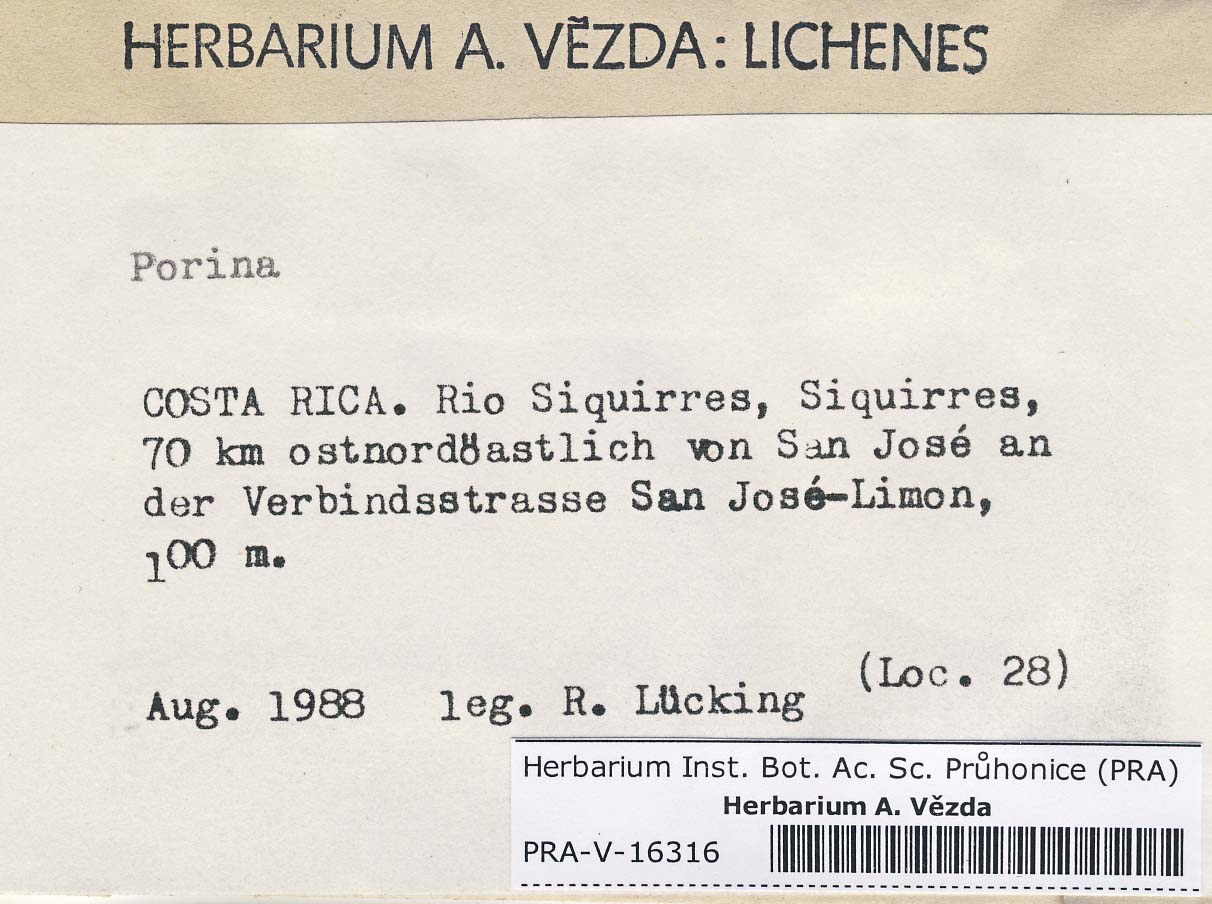 HERBARIUM A. VĚZDA: LICHENES
Porina
COSTA RICA. Rio Siquirres, Siquirres,
70 km ostnordöastlich von San José an
der Verbindsstrasse San José-Limon,
100 m.
(Loc. 28)
Aug. 1988 leg. R. Lücking
Herbarium Inst. Bot. Ac. Sc. Průhonice (PRA)
Herbarium A. Vězda
PRA-V-16316